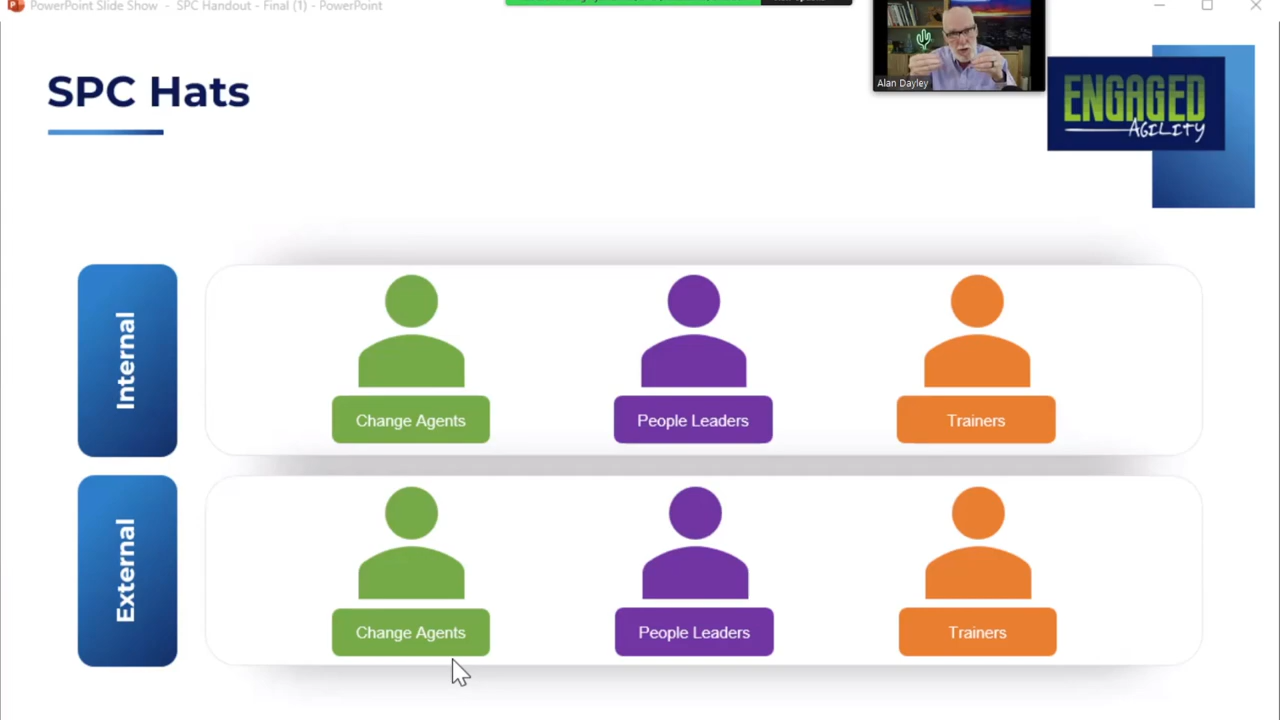 PowerPoint Slide Show - SPC Handout - Final (1) - PowerPoint
Alan Dayley
SPC Hats
ENGAGED
AGILITY
Internal
Change Agents
People Leaders
Trainers
External
Change Agents
People Leaders
Trainers